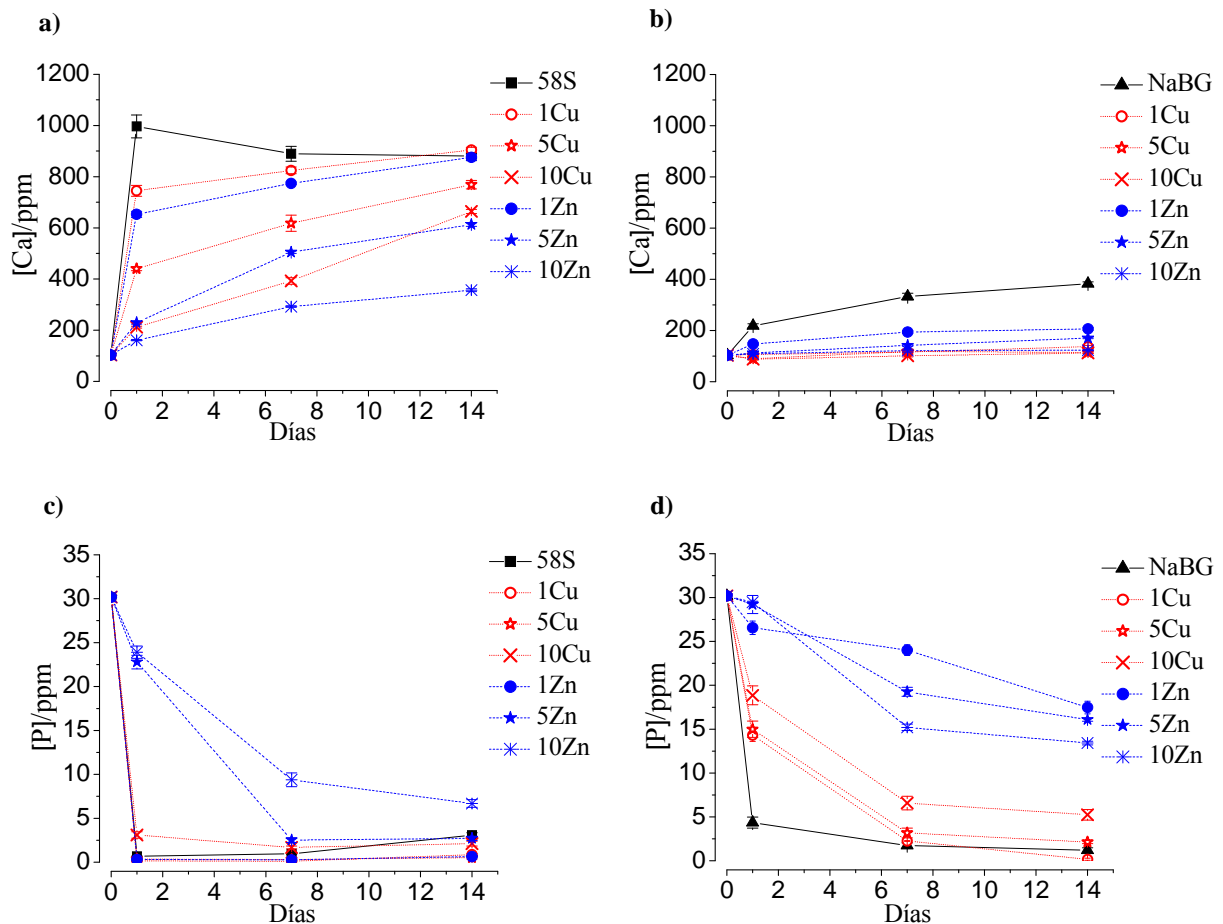 a)
1200
1000
800
600
400
200
0
[Ca]/ppm
0 2 4 6 8 10 12 14
Días
58S
1Cu
5Cu
10Cu
1Zn
5Zn
10Zn
b)
1200
1000
800
600
400
200
0
[Ca]/ppm
0 2 4 6 8 10 12 14
Días
NaBG
1Cu
5Cu
10Cu
1Zn
5Zn
10Zn
c)
35
30
25
20
15
10
5
0
[P]/ppm
0 2 4 6 8 10 12 14
Días
58S
1Cu
5Cu
10Cu
1Zn
5Zn
10Zn
d)
35
30
25
20
15
10
5
0
[P]/ppm
0 2 4 6 8 10 12 14
Días
NaBG
1Cu
5Cu
10Cu
1Zn
5Zn
10Zn